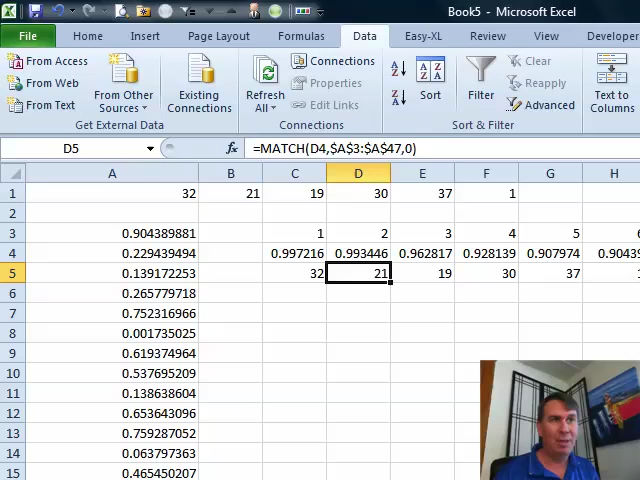 Book5 - Microsoft Excel
File Home Insert Page Layout Formulas Data Easy-XL Review View Developer
From Access
From Web
From Text
From Other Sources
Existing Connections
Get External Data
Refresh All
Connections
Properties
Edit Links
Connections
Sort
Filter
Clear
Reapply
Advanced
Sort & Filter
Text to Columns
D5 fx =MATCH(D4,$A$3:$A$47,0)
A B C D E F G H
1 32 21 19 30 37 1
2
3 0.904389881 1 2 3 4 5
4 0.229439494 0.997216 0.993446 0.962817 0.928139 0.907974 0.9043
5 0.139172253 32 21 19 30 37
6 0.265779718
7 0.752316966
8 0.001735025
9 0.619374964
10 0.537695209
11 0.138638604
12 0.653643096
13 0.759287052
14 0.063797363
15 0.465450207